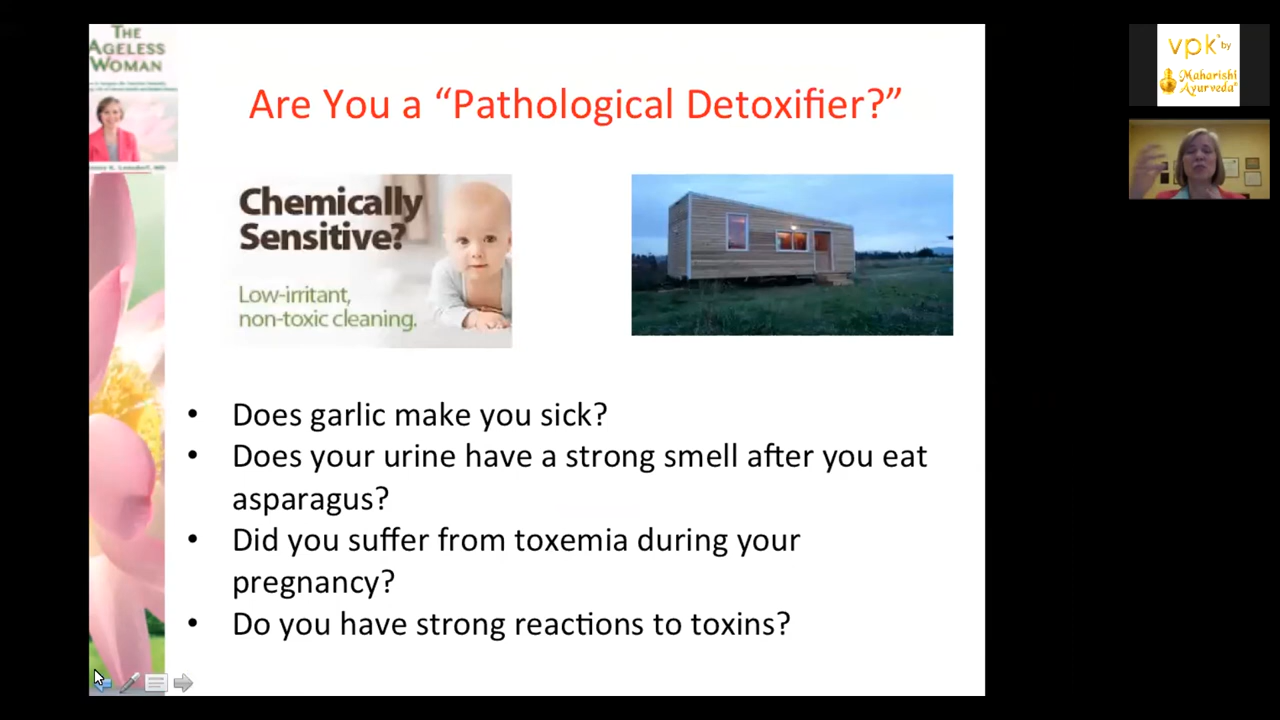 THE
AGELESS
WOMAN
Are You a “Pathological Detoxifier?”
Chemically
Sensitive?
Low-irritant,
non-toxic cleaning.
• Does garlic make you sick?
• Does your urine have a strong smell after you eat
asparagus?
• Did you suffer from toxemia during your
pregnancy?
• Do you have strong reactions to toxins?
vpk® by
Maharishi
Ayurveda®